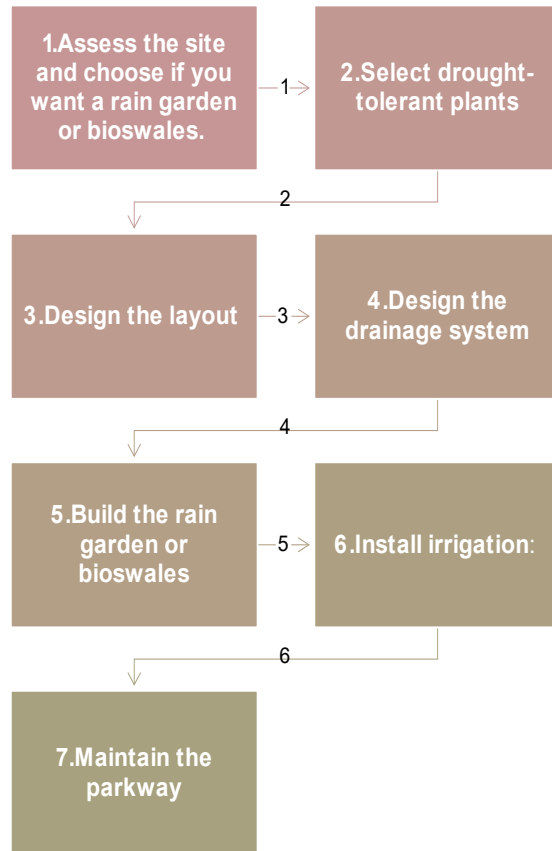 1.Assess the site
and choose if you
want a rain garden
or bioswales.
1
2.Select drought-
tolerant plants
2
3.Design the layout
3
4.Design the
drainage system
4
5.Build the rain
garden or
bioswales
5
6.Install irrigation:
6
7.Maintain the
parkway